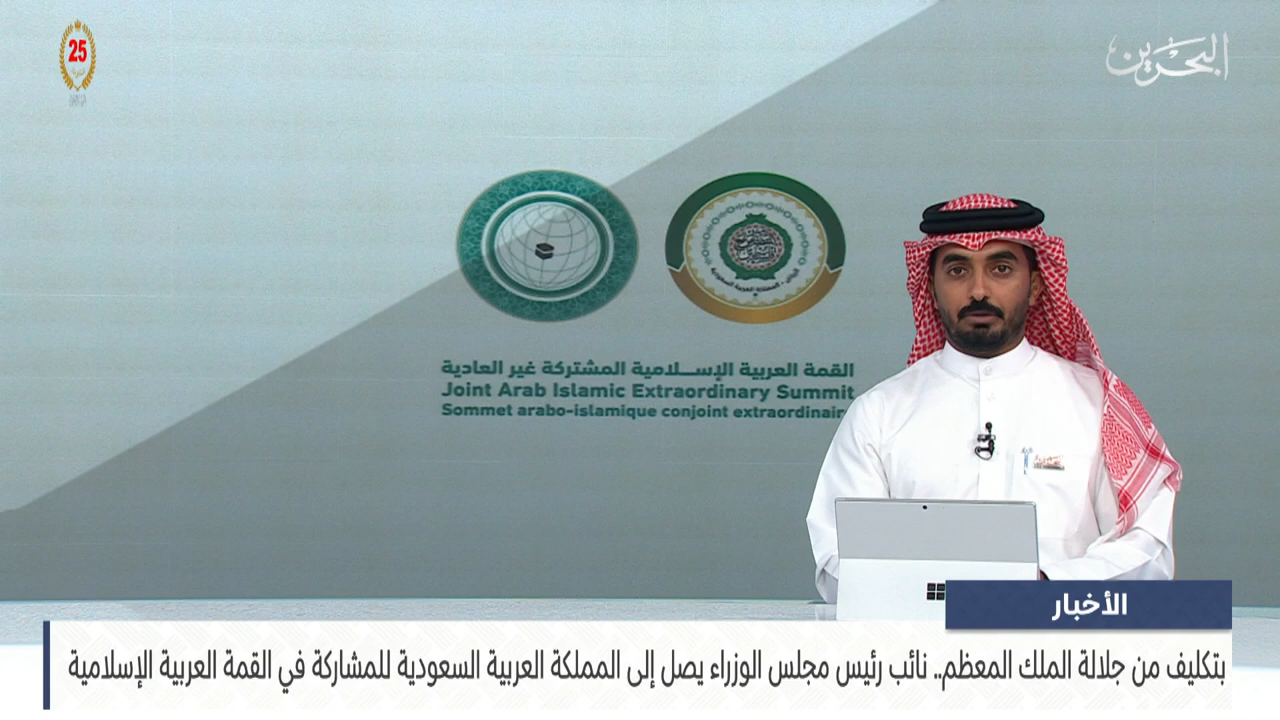 البحرين
25
القمة العربية الإسلامية المشتركة غير العادية
Joint Arab Islamic Extraordinary Summit
Sommet arabo-islamique conjoint extraordinair
الأخبار
بتكليف من جلالة الملك المعظم.. نائب رئيس مجلس الوزراء يصل إلى المملكة العربية السعودية للمشاركة في القمة العربية الإسلامية